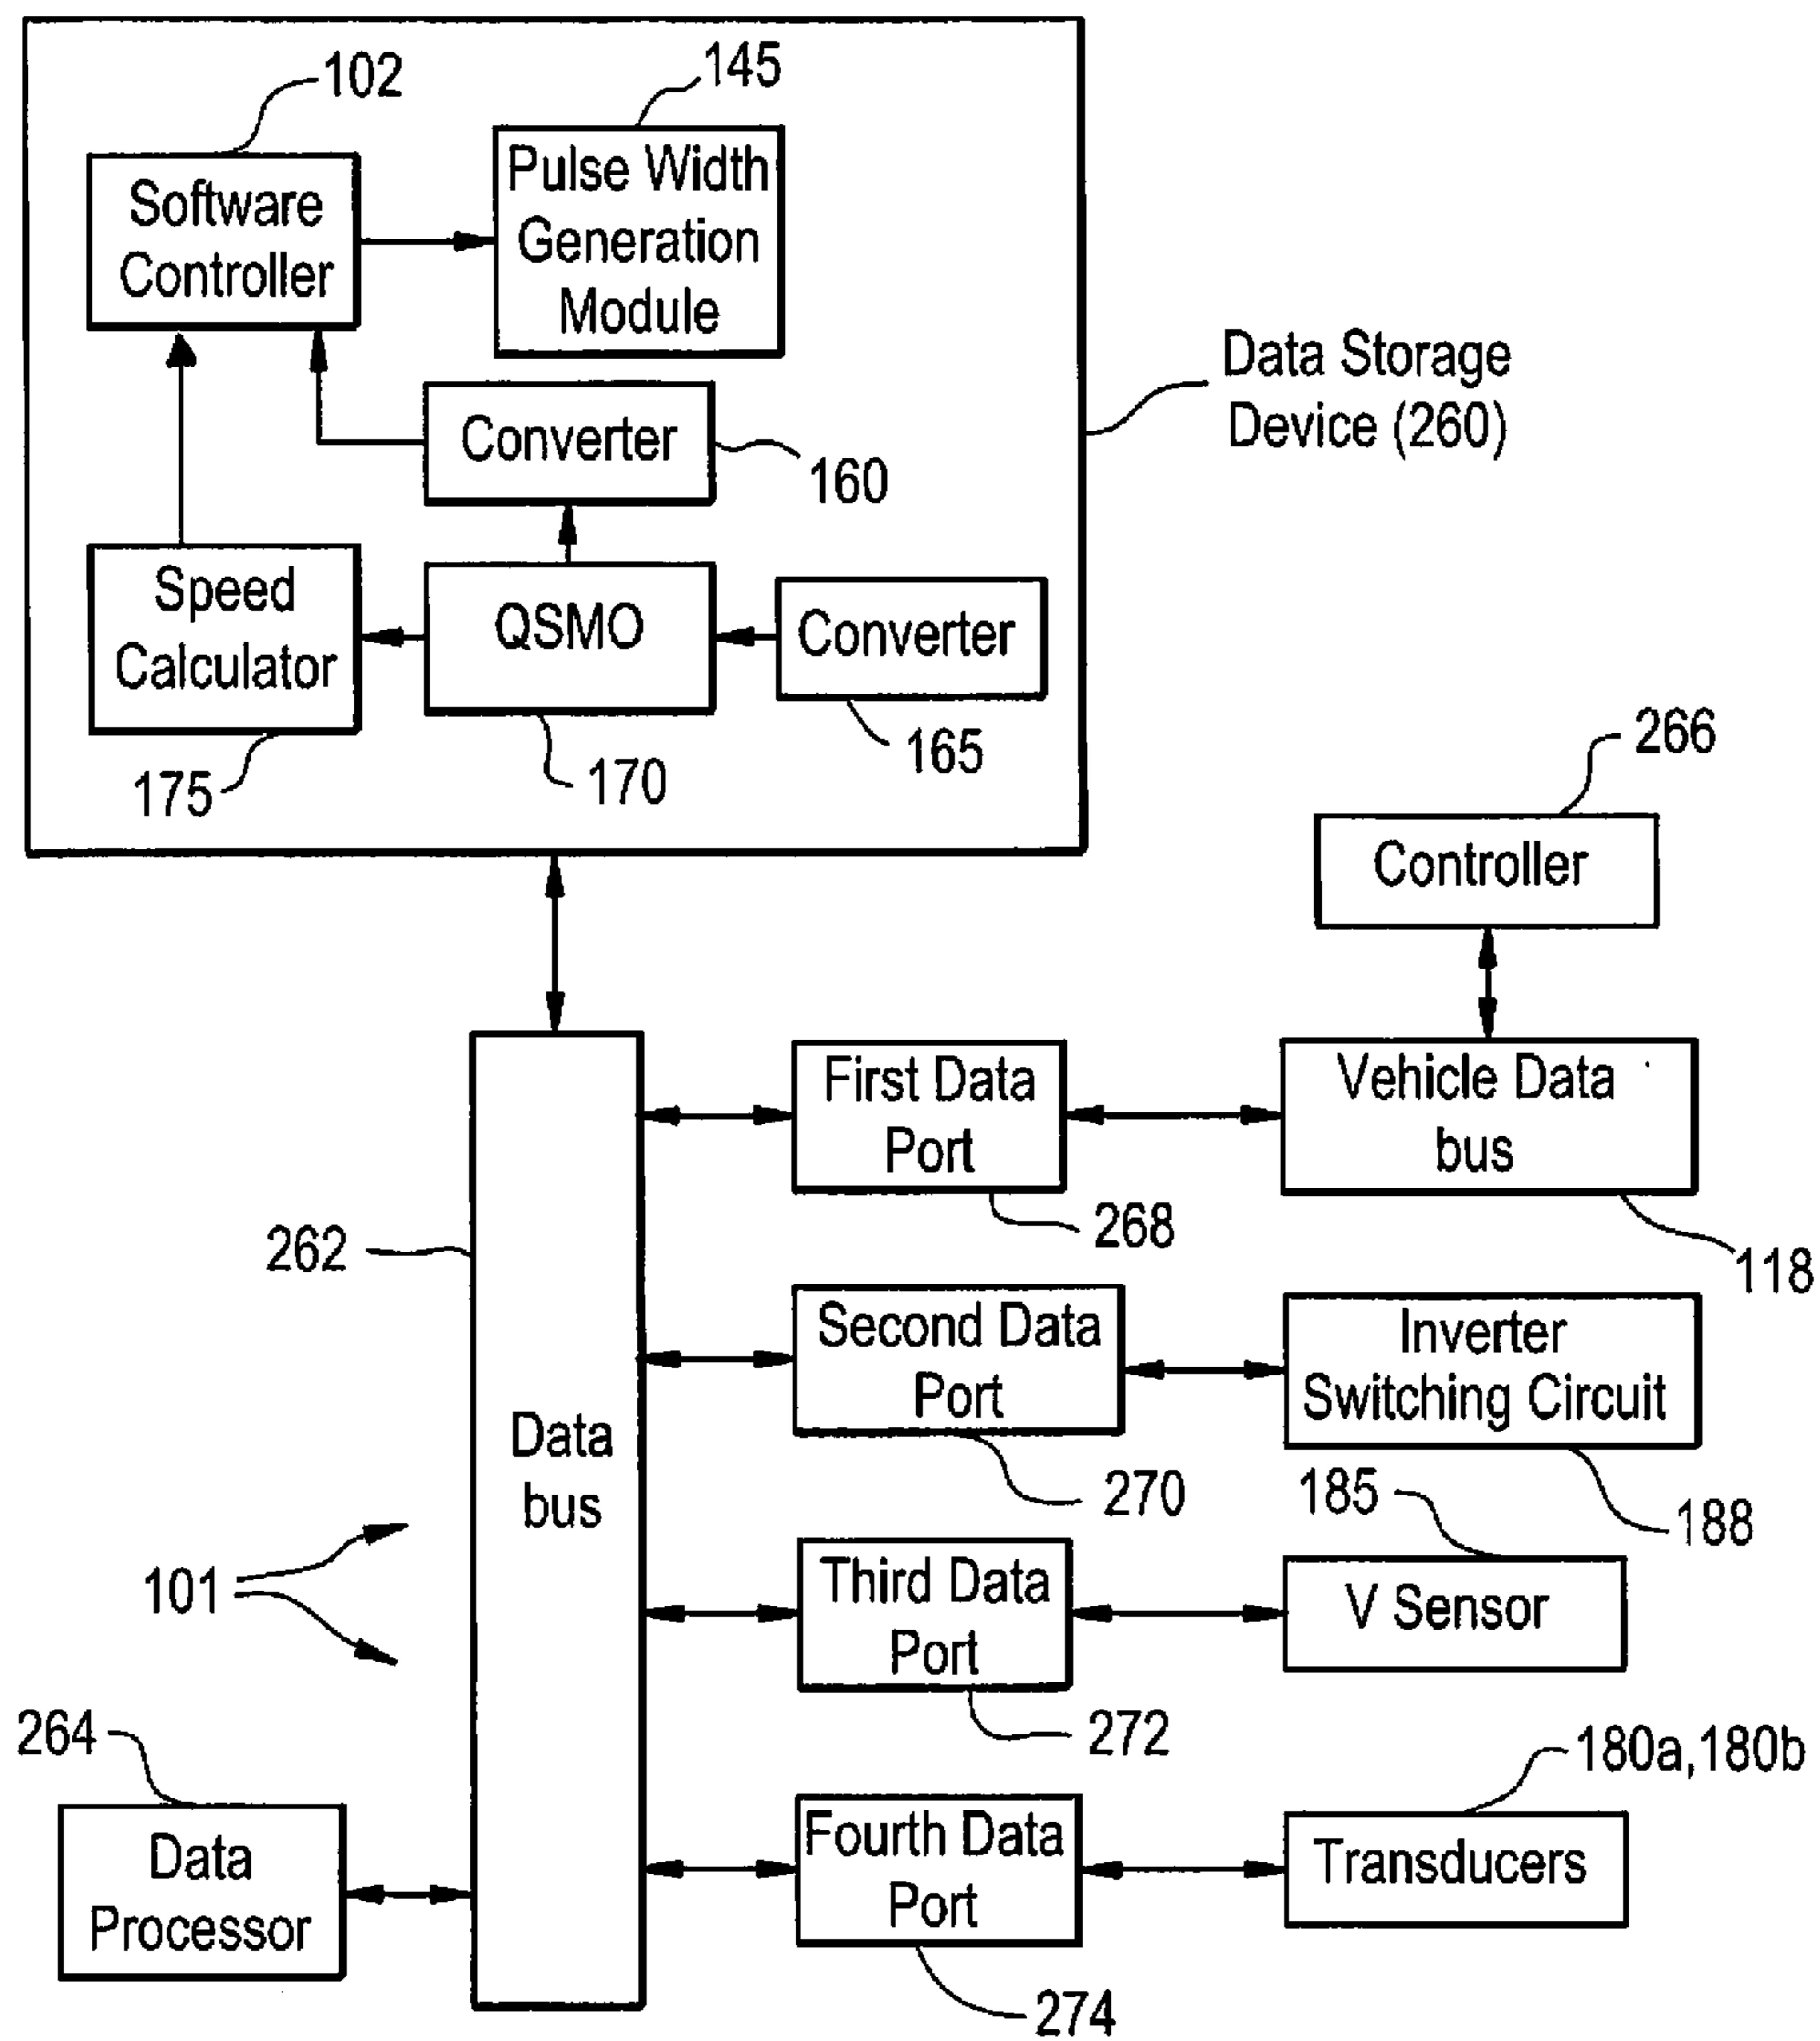 102
145
Software
Controller
Pulse Width
Generation
Module
Data Storage
Device (260)
Converter
160
Speed
Calculator
QSMO
Converter
175
170
165
266
Controller
First Data
Port
Vehicle Data
bus
268
118
262
Second Data
Port
Inverter
Switching Circuit
270
185
188
Data
bus
101
Third Data
Port
V Sensor
272
264
180a,180b
Data
Processor
Fourth Data
Port
Transducers
274